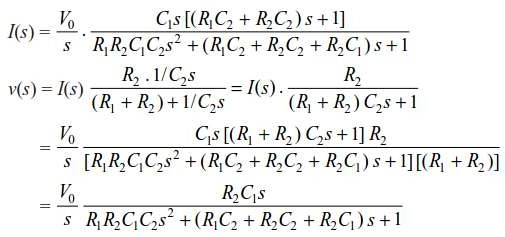 I(s) = V₀/s · C₁s [(R₁C₂ + R₂C₂) s + 1] / R₁R₂C₁C₂s² + (R₁C₂ + R₂C₂ + R₂C₁) s + 1
v(s) = I(s) R₂ . 1/C₂s / (R₁ + R₂) + 1/C₂s = I(s) . R₂ / (R₁ + R₂) C₂s + 1
= V₀/s C₁s [(R₁ + R₂) C₂s + 1] R₂ / [R₁R₂C₁C₂s² + (R₁C₂ + R₂C₂ + R₂C₁) s + 1] [(R₁ + R₂)]
= V₀/s R₂C₁s / R₁R₂C₁C₂s² + (R₁C₂ + R₂C₂ + R₂C₁) s + 1